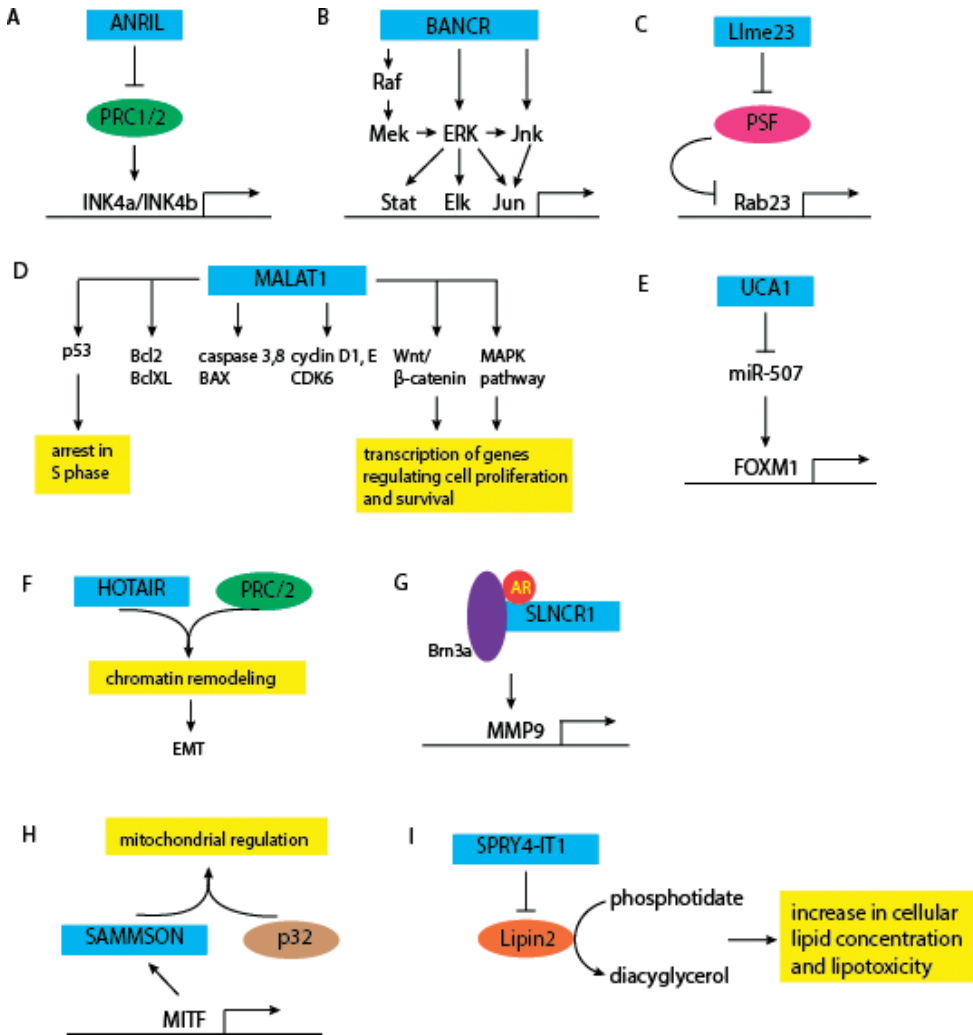 A
ANRIL
PRC1/2
INK4a/INK4b
B
BANCR
Raf
Mek
ERK
Jnk
Stat
Elk
Jun
C
LIme23
PSF
Rab23
D
MALAT1
p53
Bcl2
BclXL
caspase 3,8
BAX
cyclin D1, E
CDK6
Wnt/
β-catenin
MAPK
pathway
arrest in
S phase
transcription of genes
regulating cell proliferation
and survival
E
UCA1
miR-507
FOXM1
F
HOTAIR
PRC/2
chromatin remodeling
EMT
G
AR
SLNCR1
Brn3a
MMP9
H
mitochondrial regulation
SAMMSON
p32
MITF
I
SPRY4-IT1
Lipin2
phosphotidate
diacyglycerol
increase in cellular
lipid concentration
and lipotoxicity